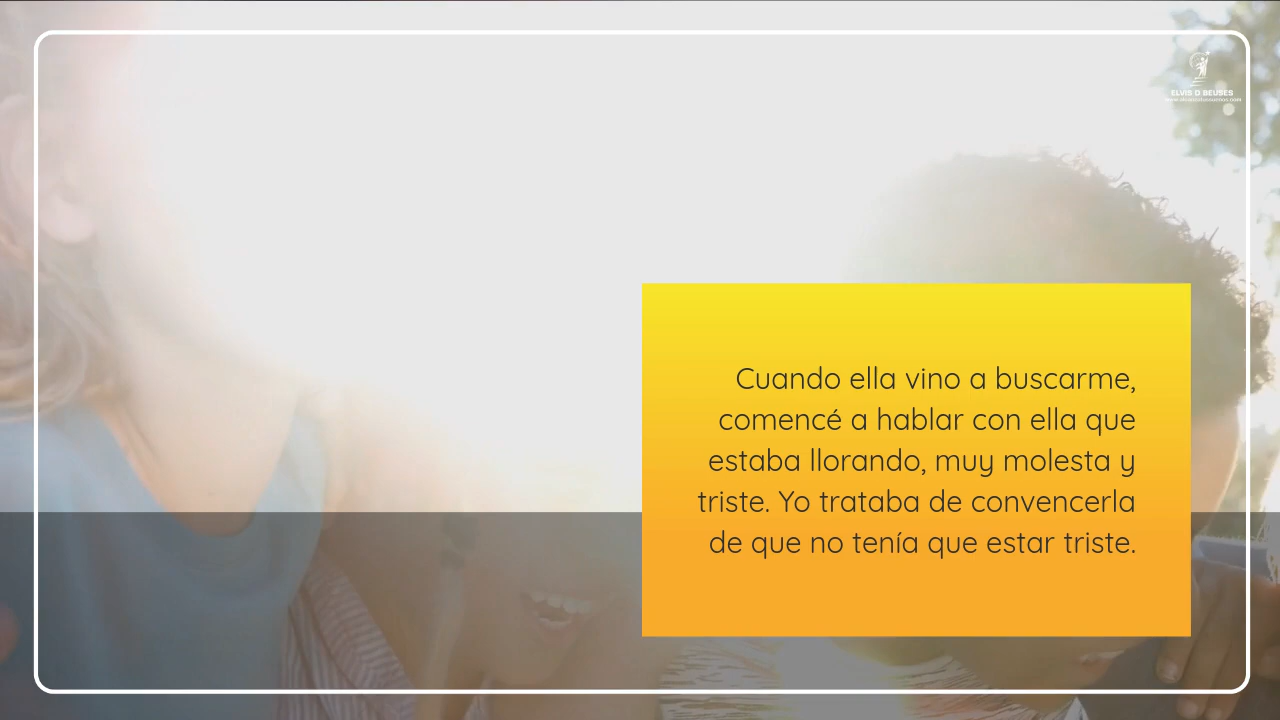 ELVIS D BEUSES
Cuando ella vino a buscarme,
comencé a hablar con ella que
estaba llorando, muy molesta y
triste. Yo trataba de convencerla
de que no tenía que estar triste.